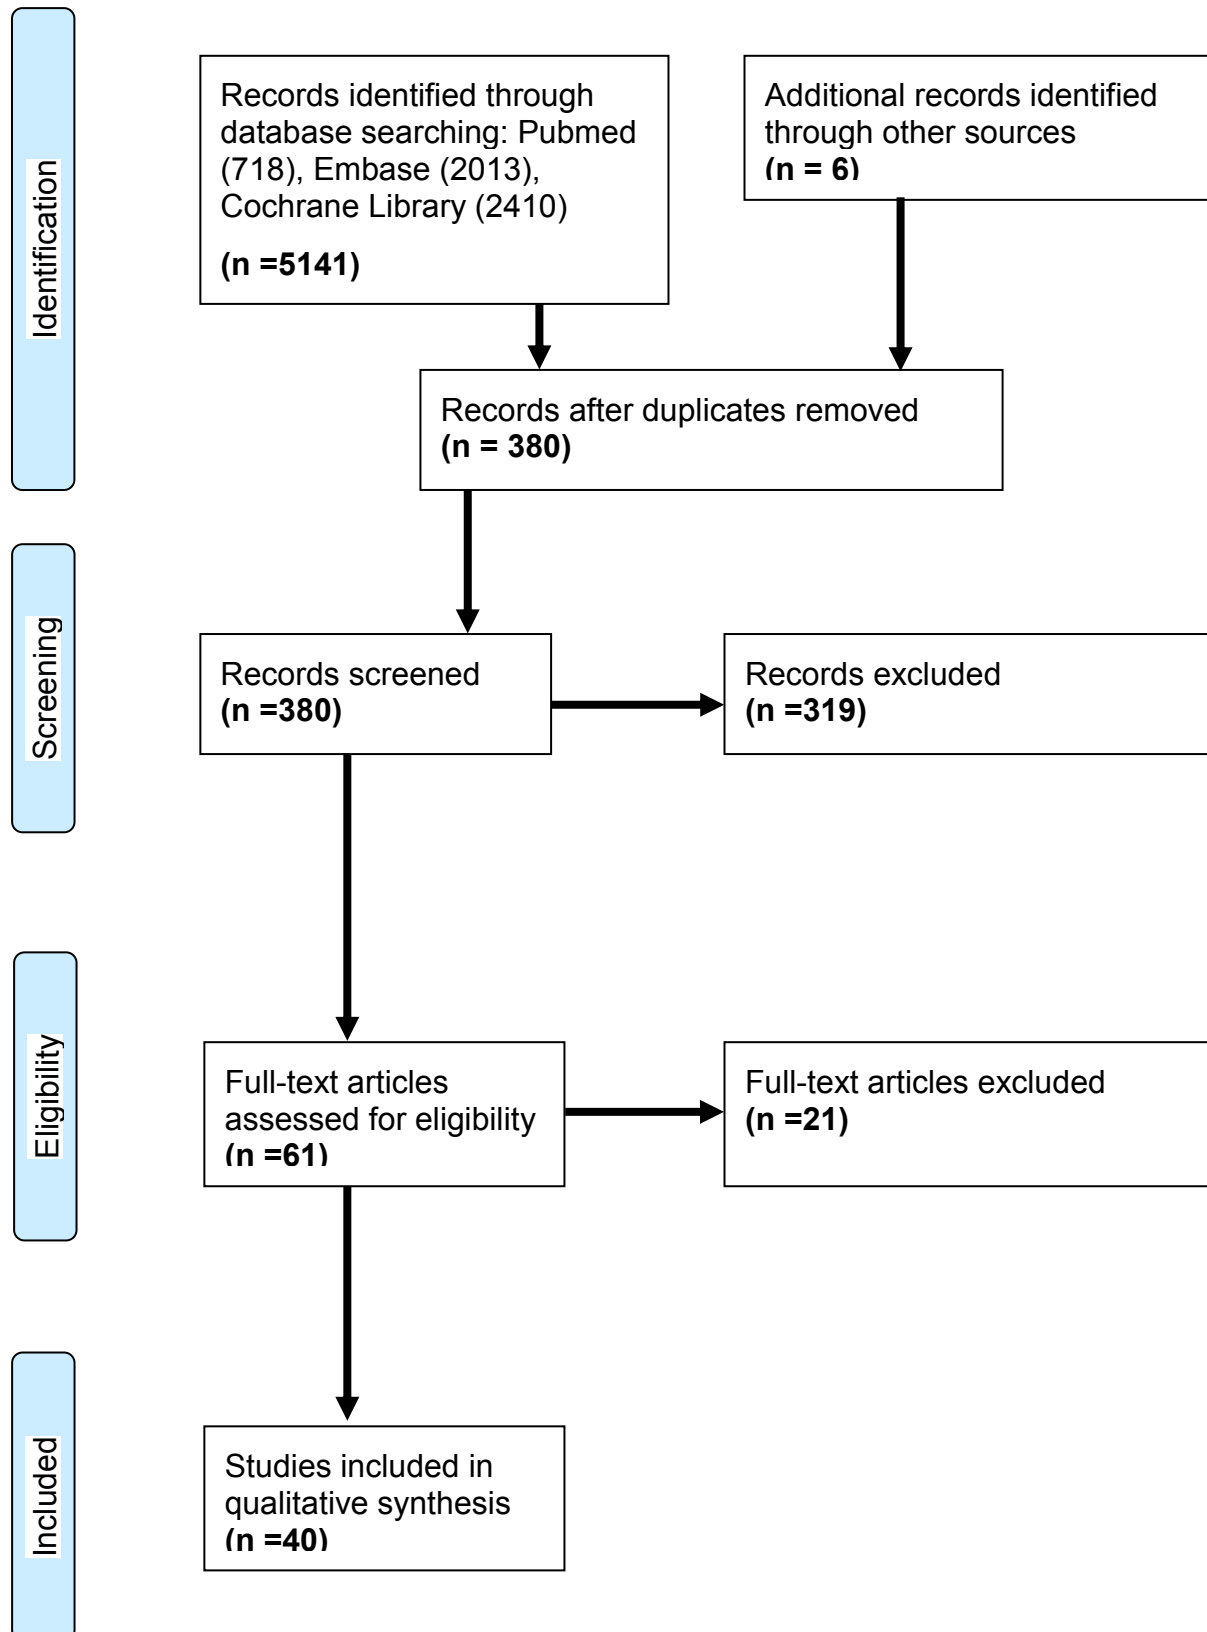 Identification
Records identified through
database searching: Pubmed
(718), Embase (2013),
Cochrane Library (2410)
(n =5141)
Additional records identified
through other sources
(n = 6)
Records after duplicates removed
(n = 380)
Screening
Records screened
(n =380)
Records excluded
(n =319)
Eligibility
Full-text articles
assessed for eligibility
(n =61)
Full-text articles excluded
(n =21)
Included
Studies included in
qualitative synthesis
(n =40)